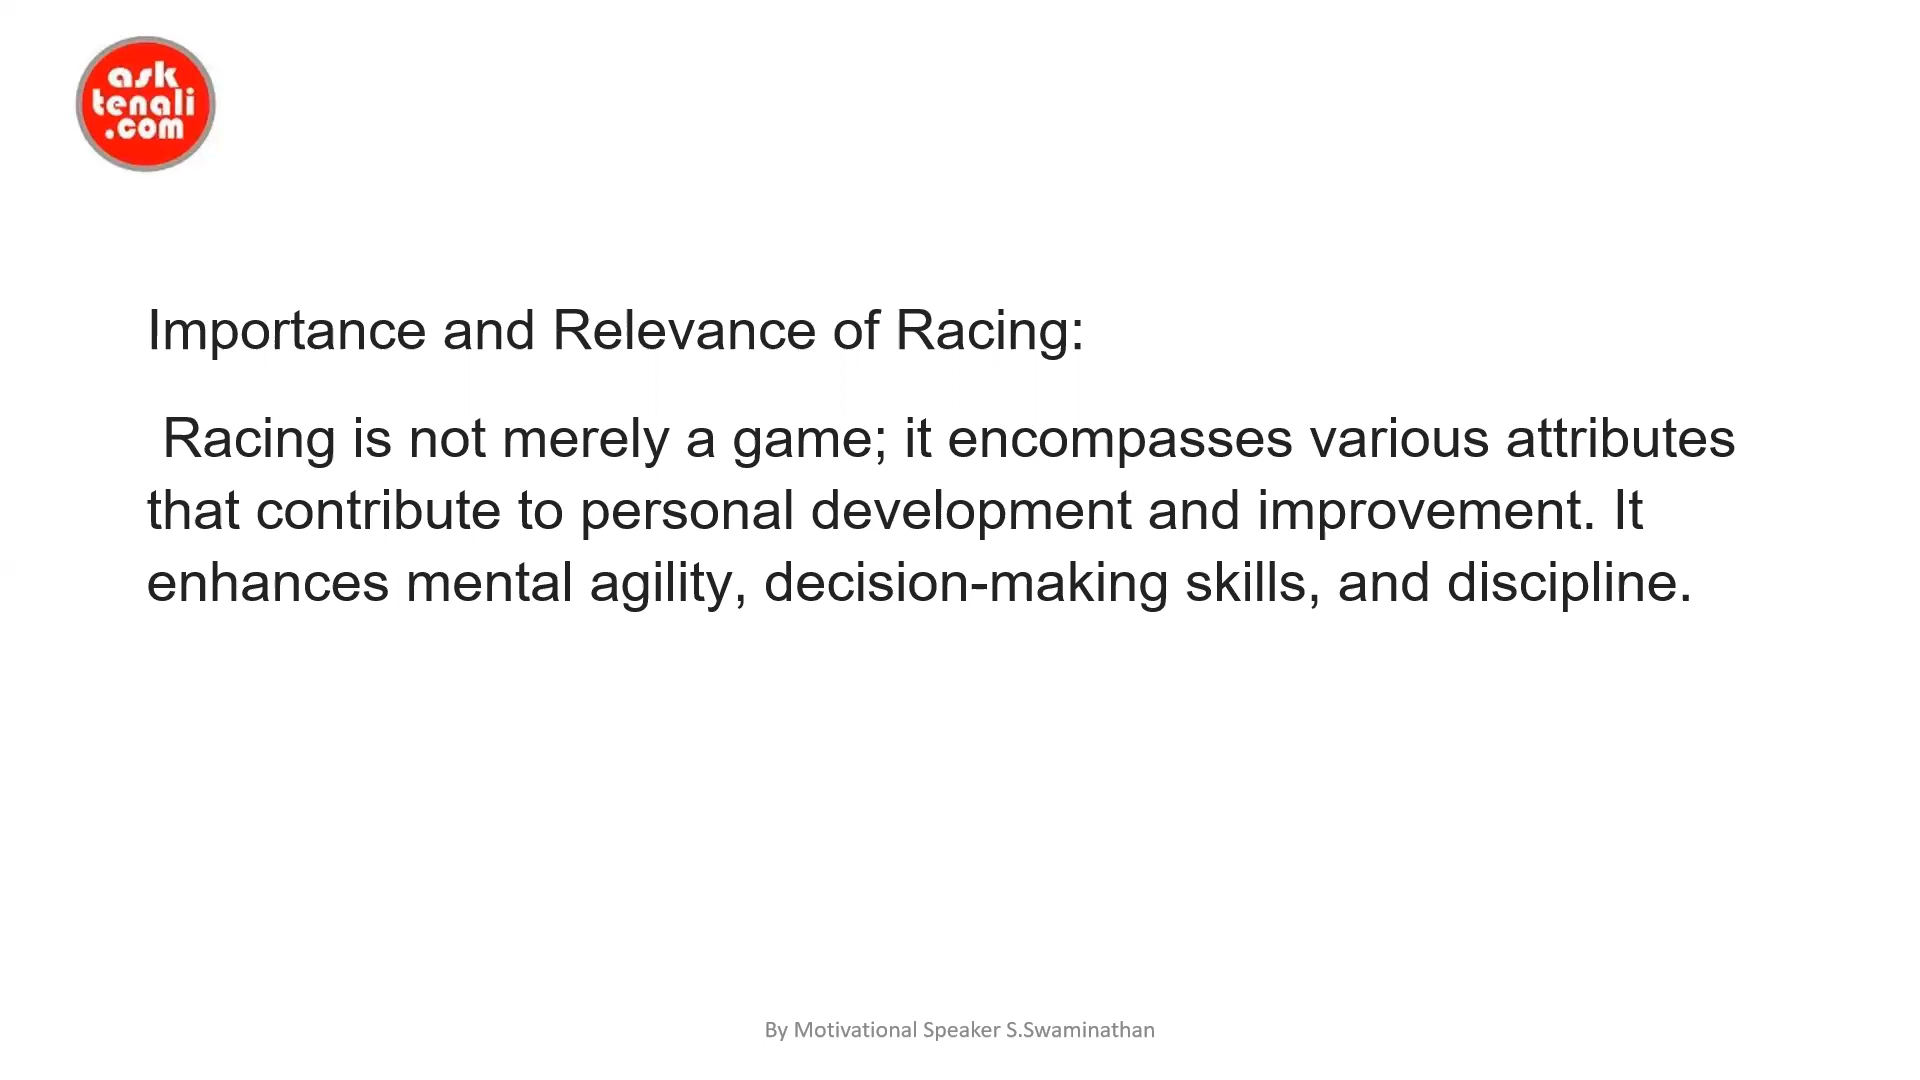 ask
tenali
.com
Importance and Relevance of Racing:
Racing is not merely a game; it encompasses various attributes
that contribute to personal development and improvement. It
enhances mental agility, decision-making skills, and discipline.
By Motivational Speaker S.Swaminathan